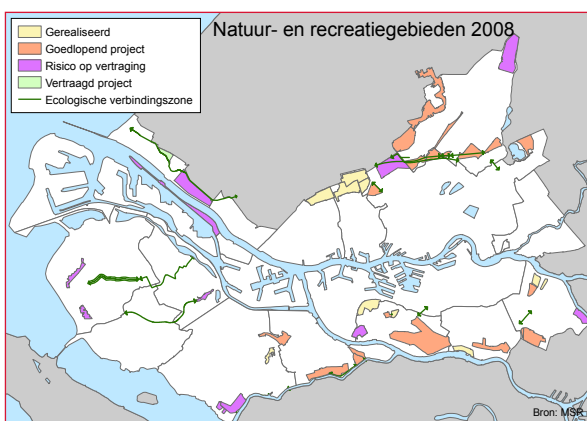 Natuur- en recreatiegebieden 2008
Gerealiseerd
Goedlopend project
Risico op vertraging
Vertraagd project
Ecologische verbindingszone
Bron: MSR